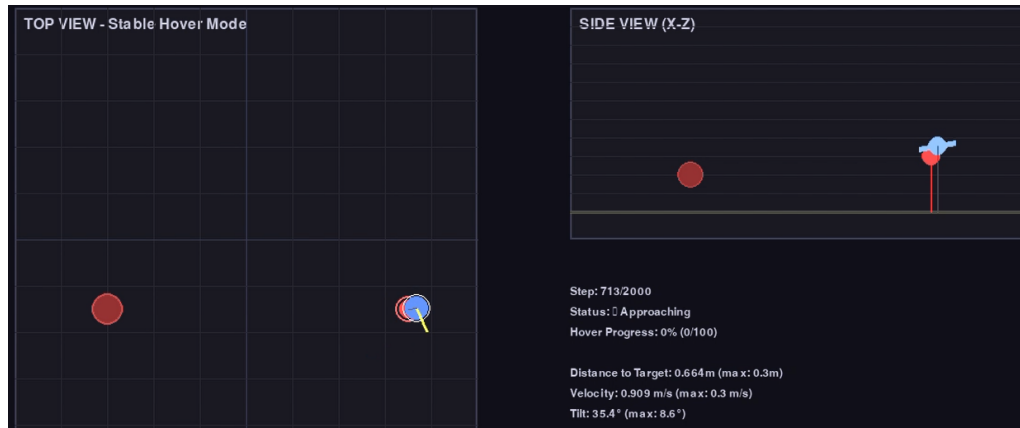 TOP VIEW - Stable Hover Mode
SIDE VIEW (X-Z)
Step: 713/2000
Status: ▯ Approaching
Hover Progress: 0% (0/100)
Distance to Target: 0.664m (max: 0.3m)
Velocity: 0.909 m/s (max: 0.3 m/s)
Tilt: 35.4° (max: 8.6°)